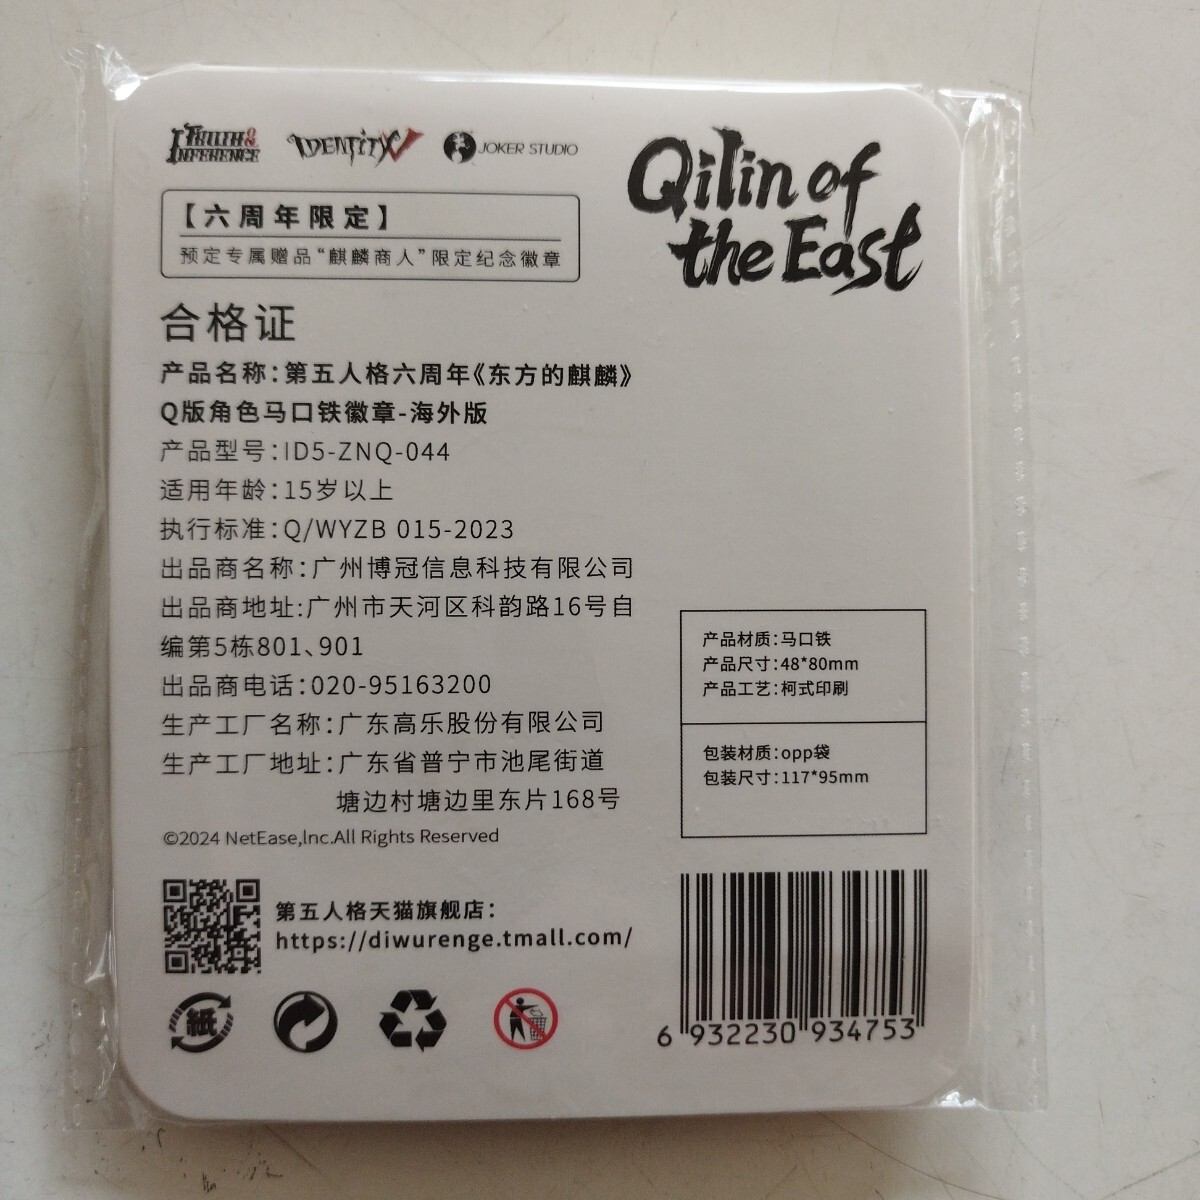 TRUTH & INFERENCE
IDENTITY V
JOKER STUDIO
Qilin of
the East
【六周年限定】
预定专属赠品“麒麟商人”限定纪念徽章
合格证
产品名称：第五人格六周年《东方的麒麟》
Q版角色马口铁徽章-海外版
产品型号：ID5-ZNQ-044
适用年龄：15岁以上
执行标准：Q/WYZB 015-2023
出品商名称：广州博冠信息科技有限公司
出品商地址：广州市天河区科韵路16号自
编第5栋801、901
出品商电话：020-95163200
生产工厂名称：广东高乐股份有限公司
生产工厂地址：广东省普宁市池尾街道
塘边村塘边里东片168号
©2024 NetEase,Inc.All Rights Reserved
产品材质：马口铁
产品尺寸：48*80mm
产品工艺：柯式印刷
包装材质：opp袋
包装尺寸：117*95mm
第五人格天猫旗舰店：
https://diwurenge.tmall.com/
紙
6 932230 934753